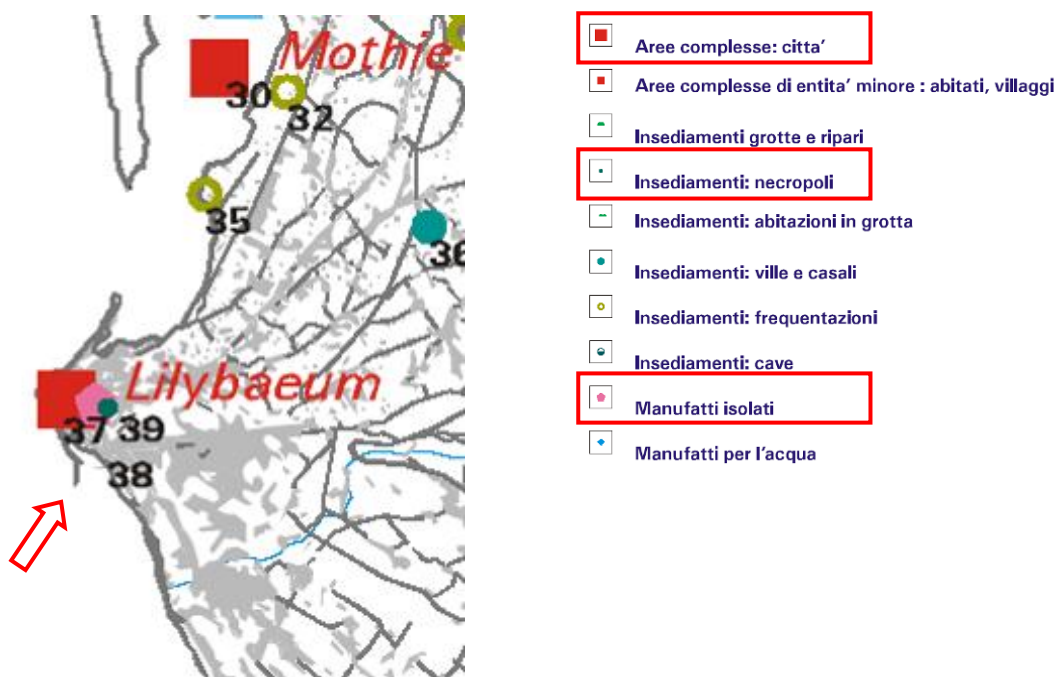 Mothie
30
32
35
36
Lilybaeum
37 39
38
Aree complesse: citta'
Aree complesse di entita' minore : abitati, villaggi
Insediamenti grotte e ripari
Insediamenti: necropoli
Insediamenti: abitazioni in grotta
Insediamenti: ville e casali
Insediamenti: frequentazioni
Insediamenti: cave
Manufatti isolati
Manufatti per l'acqua